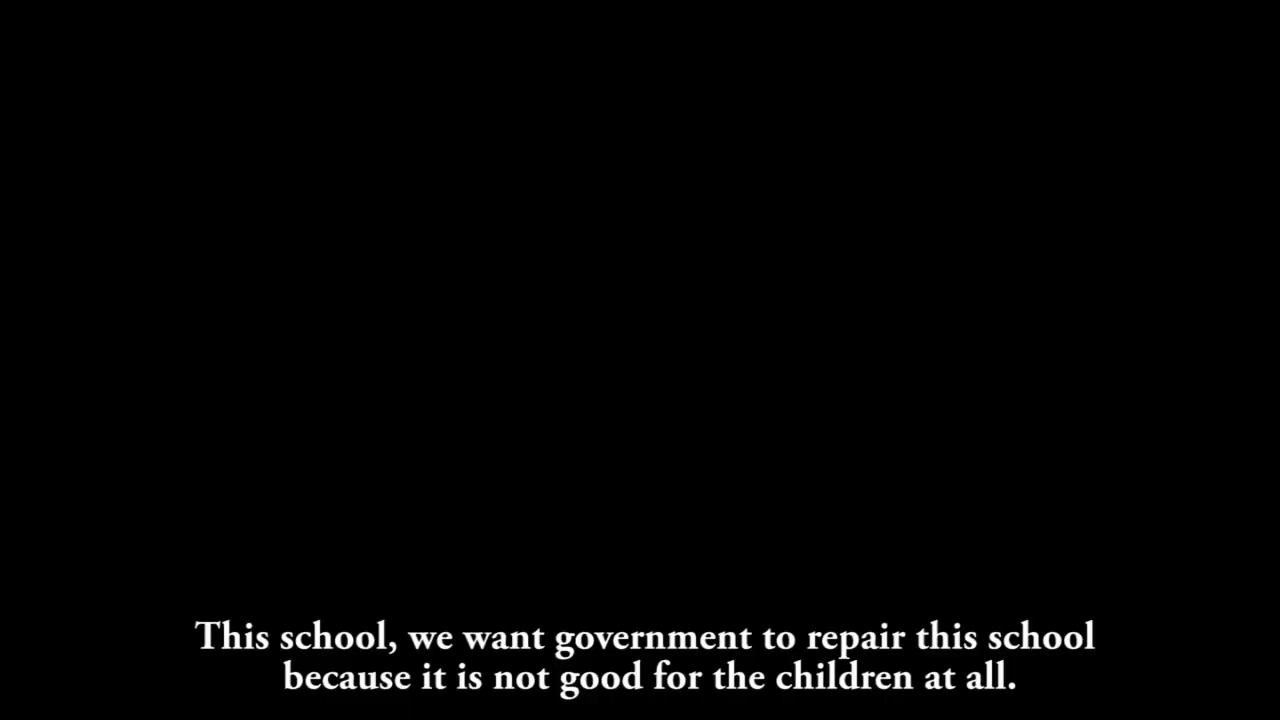 This school, we want government to repair this school
because it is not good for the children at all.